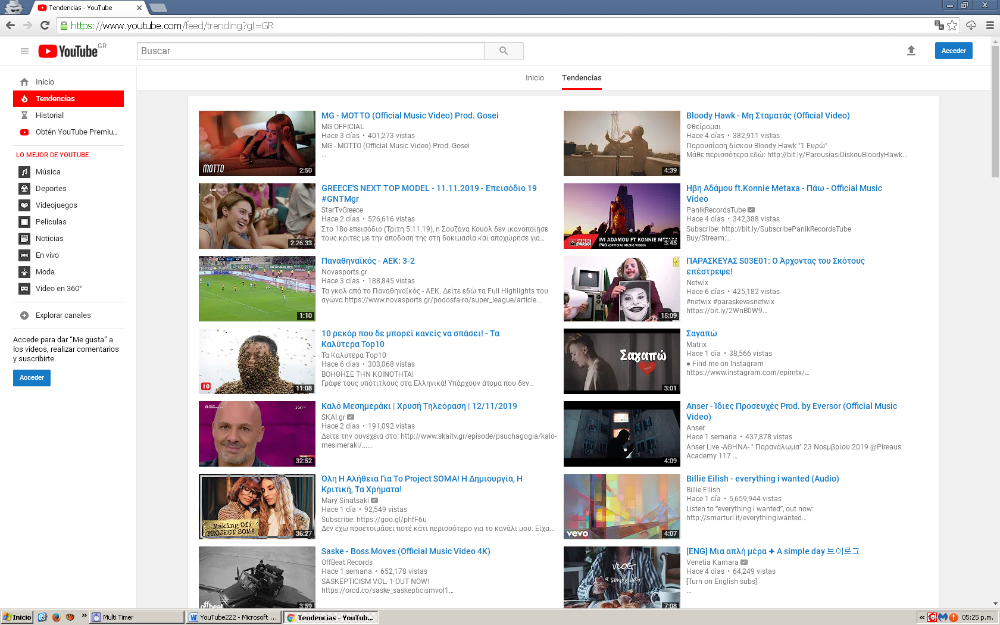 Tendencias - YouTube
https://www.youtube.com/feed/trending?gl=GR
YouTube GR
Buscar
Acceder
Inicio
Tendencias
Inicio
Tendencias
Historial
Obtén YouTube Premiu...
LO MEJOR DE YOUTUBE
Música
Deportes
Videojuegos
Películas
Noticias
En vivo
Moda
Video en 360°
Explorar canales
Accede para dar “Me gusta” a
los videos, realizar comentarios
y suscribirte.
Acceder
MOTTO
2:50
MG - MOTTO (Official Music Video) Prod. Gosei
MG OFFICIAL
Hace 3 días • 401,273 vistas
MG - MOTTO (Official Music Video) Prod. Gosei
...
4:39
Bloody Hawk - Μη Σταματάς (Official Video)
Φθείρομαι
Hace 4 días • 382,911 vistas
Παρουσίαση δίσκου Bloody Hawk "1 Ευρώ"
Μάθε περισσότερα εδώ: http://bit.ly/ParousiasiDiskouBloodyHawk...
star
2:26:33
GREECE'S NEXT TOP MODEL - 11.11.2019 - Επεισόδιο 19
#GNTMgr
StarTvGreece
Hace 2 días • 526,616 vistas
Στο 18ο επεισόδιο (Τρίτη 5.11.19), η Σουζάνα Κουόλ δεν ικανοποίησε
τους κριτές με την απόδοση της στη δοκιμασία και αποχώρησε για...
PANIK RECORDS
IVI ADAMOU FT KONNIE METAXA
PAO (OFFICIAL MUSIC VIDEO)
3:45
Ηβη Αδάμου ft.Konnie Metaxa - Πάω - Official Music
Video
PanikRecordsTube
Hace 4 días • 342,388 vistas
Subscribe: http://bit.ly/SubscribePanikRecordsTube
Buy/Stream:...
1:10
Παναθηναϊκός - ΑΕΚ: 3-2
Novasports.gr
Hace 3 días • 188,845 vistas
Τα γκολ από το Παναθηναϊκός - ΑΕΚ. Δείτε εδώ τα Full Highlights του
αγώνα https://www.novasports.gr/podosfairo/super_league/article...
N
15:09
ΠΑΡΑΣΚΕΥΑΣ S03E01: Ο Άρχοντας του Σκότους
επέστρεψε!
Netwix
Hace 6 días • 425,182 vistas
#netwix #paraskevasnetwix
https://bit.ly/2WnB0W9...
10
11:08
10 ρεκόρ που δε μπορεί κανείς να σπάσει! - Τα
Καλύτερα Top10
Τα Καλύτερα Top10
Hace 6 días • 303,068 vistas
ΒΟΗΘΗΣΕ ΤΗΝ ΚΟΙΝΟΤΗΤΑ!
Γράψε τους υπότιτλους στα Ελληνικά! Υπάρχουν άτομα που δεν...
Σαγαπώ
3:01
Σαγαπώ
Matrix
Hace 1 día • 38,566 vistas
● Find me on Instagram
https://www.instagram.com/epimtx/...
ΣΚΑΪ
32:52
Καλό Μεσημεράκι | Χρυσή Τηλεόραση | 12/11/2019
SKAI.gr
Hace 2 días • 191,092 vistas
Δείτε την συνέχεια στο: http://www.skaitv.gr/episode/psuchagogia/kalo-
mesimeraki/......
4:09
Anser - Ίδιες Προσευχές Prod. by Eversor (Official Music
Video)
Anser
Hace 1 semana • 437,878 vistas
Anser Live -ΑΘΗΝΑ- " Παρανάλωμα" 23 Νοεμβρίου 2019 @Pireaus
Academy 117 ...
Making Of:
PROJECT SOMA
36:27
Όλη Η Αλήθεια Για Το Project SOMA! Η Δημιουργία, Η
Κριτική, Τα Χρήματα!
Mary Sinatsaki
Hace 1 día • 92,549 vistas
Subscribe: https://goo.gl/phfF6u
Δεν έχω προετοιμάσει ποτέ κάτι περισσότερο για το κανάλι μου. Είχα...
vevo
4:07
Billie Eilish - everything i wanted (Audio)
Billie Eilish
Hace 1 día • 5,659,944 vistas
Listen to “everything i wanted”, out now:
http://smarturl.it/everythingiwanted...
offbeat
3:59
Saske - Boss Moves (Official Music Video 4K)
OffBeat Records
Hace 1 semana • 652,178 vistas
SASKEPTICISM VOL. 1 OUT NOW!
https://orcd.co/saske_saskepticismvol1...
VLOG
a simple day
7:08
[ENG] Μια απλή μέρα ✦ A simple day 브이로그
Venetia Kamara
Hace 4 días • 64,249 vistas
[Turn on English subs]
...
Inicio
Multi Timer
YouTube222 - Microsoft ...
Tendencias - YouTub...
05:25 p.m.